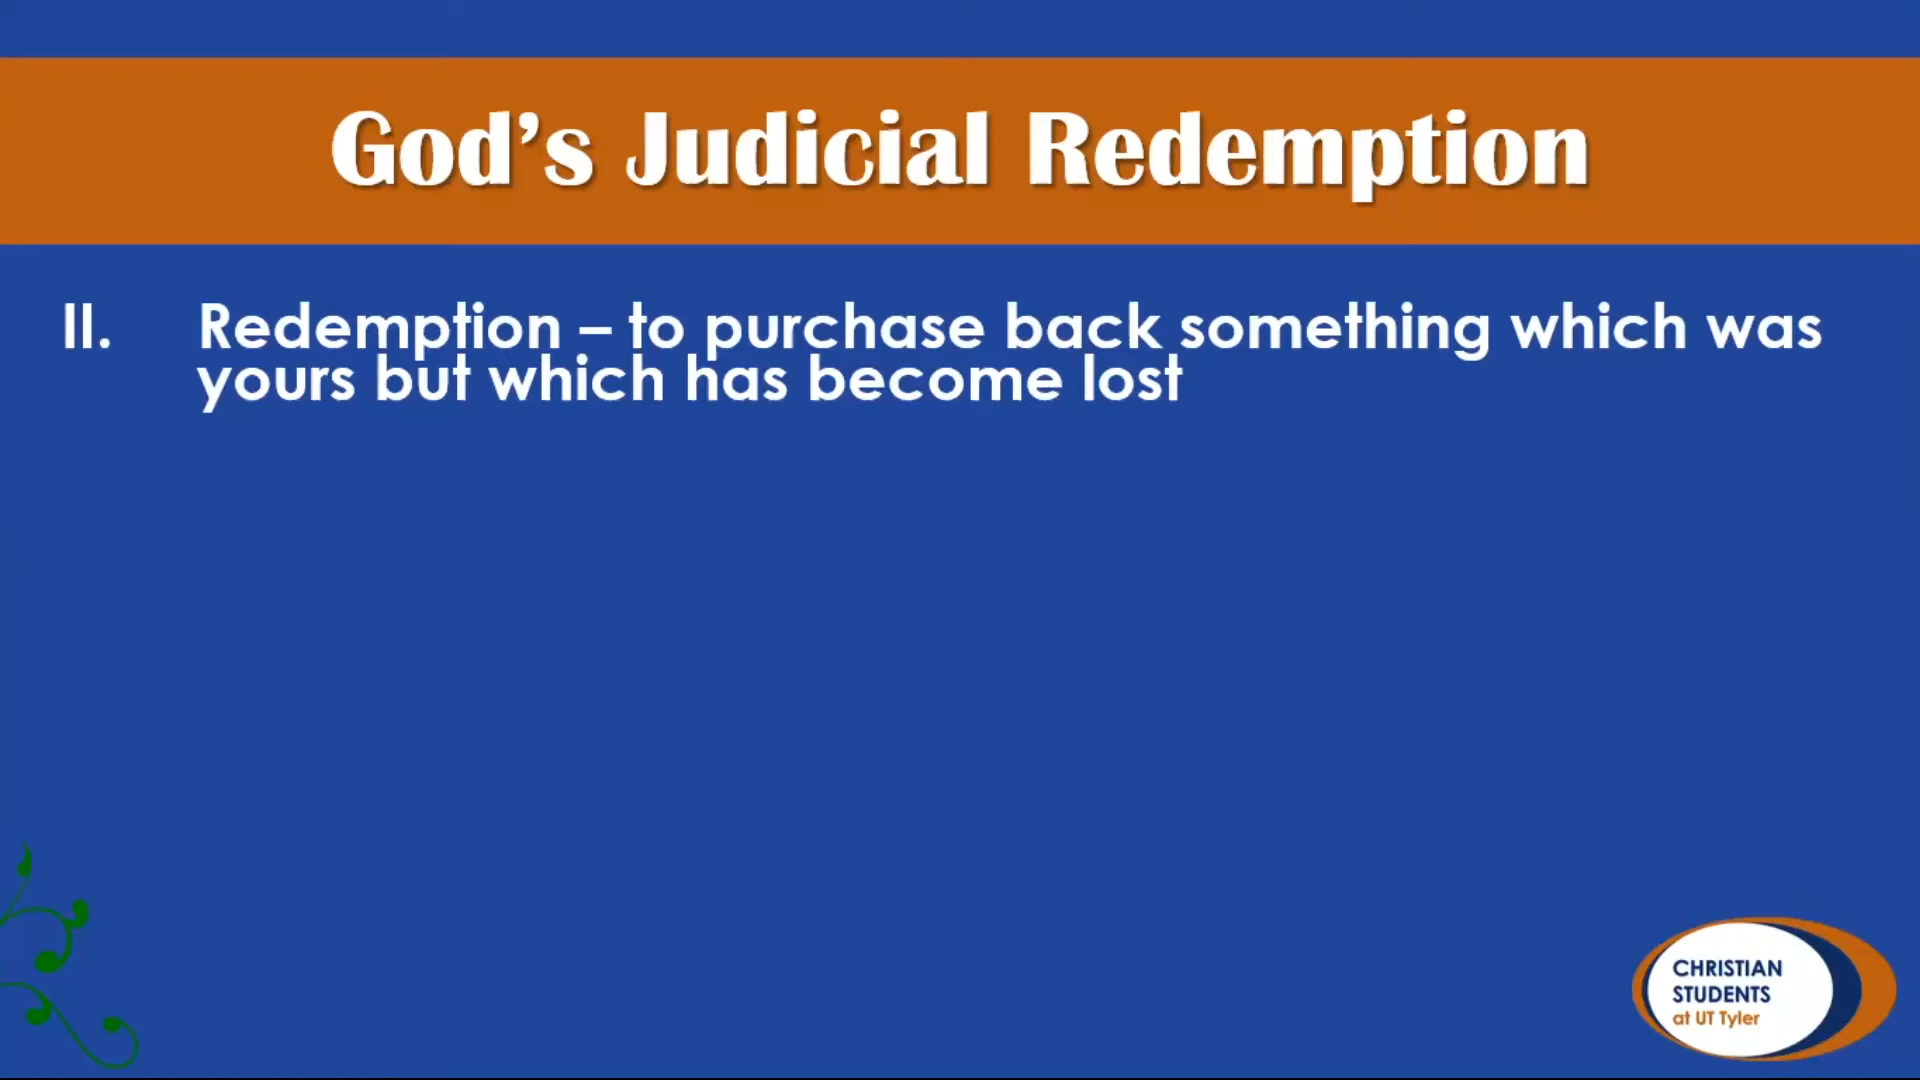 God’s Judicial Redemption
II. Redemption – to purchase back something which was
yours but which has become lost
CHRISTIAN
STUDENTS
at UT Tyler